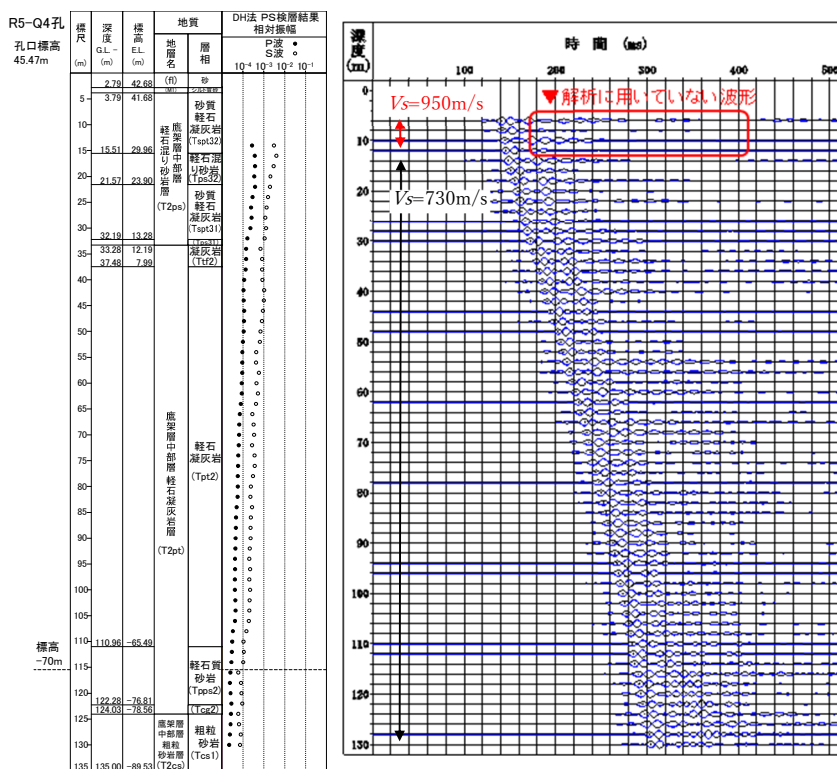 R5-Q4孔
孔口標高
45.47m
標尺
(m)
深度
G.L. -
(m)
標高
E.L.
(m)
地質
地層名
層相
DH法 PS検層結果
相対振幅
P波 ●
S波 ○
10⁻⁴ 10⁻³ 10⁻² 10⁻¹
2.79 42.68 (fl) 砂
3.79 41.68
5
10
15
20
25
30
35
40
45
50
55
60
65
70
75
80
85
90
95
100
105
110
115
120
125
130
135
15.51 29.96
21.57 23.90
32.19 13.28
33.28 12.19
37.48 7.99
110.96 -65.49
122.28 -76.81
124.03 -78.56
135.00 -89.53
鷹架層中部層
軽石混り砂岩層
(T2ps)
砂質
軽石
凝灰岩
(Tspt32)
軽石混
り砂岩
(Tps32)
砂質
軽石
凝灰岩
(Tspt31)
(Tps31)
凝灰岩
(Ttf2)
鷹架層中部層
軽石凝灰岩層
(T2pt)
軽石
凝灰岩
(Tpt2)
軽石質
砂岩
(Tpps2)
(Tcg2)
鷹架層
中部層
粗粒
砂岩層
(T2cs)
粗粒
砂岩
(Tcs1)
標高
-70m
深度
(m)
時 間 (ms)
100 200 300 400 500
▼解析に用いていない波形
Vs=950m/s
Vs=730m/s
0
10
20
30
40
50
60
70
80
90
100
110
120
130